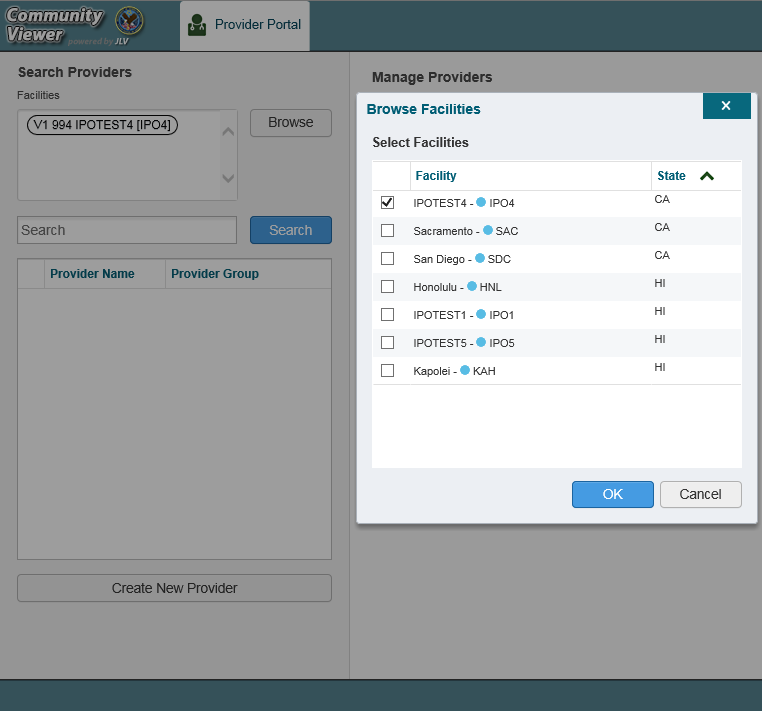 Community
Viewer
powered by JLV
Provider Portal
Search Providers
Facilities
V1 994 IPOTEST4 [IPO4]
Browse
Search
Search
Provider Name
Provider Group
Create New Provider
Manage Providers
Browse Facilities
Select Facilities
Facility State
IPOTEST4 - IPO4 CA
Sacramento - SAC CA
San Diego - SDC CA
Honolulu - HNL HI
IPOTEST1 - IPO1 HI
IPOTEST5 - IPO5 HI
Kapolei - KAH HI
OK
Cancel